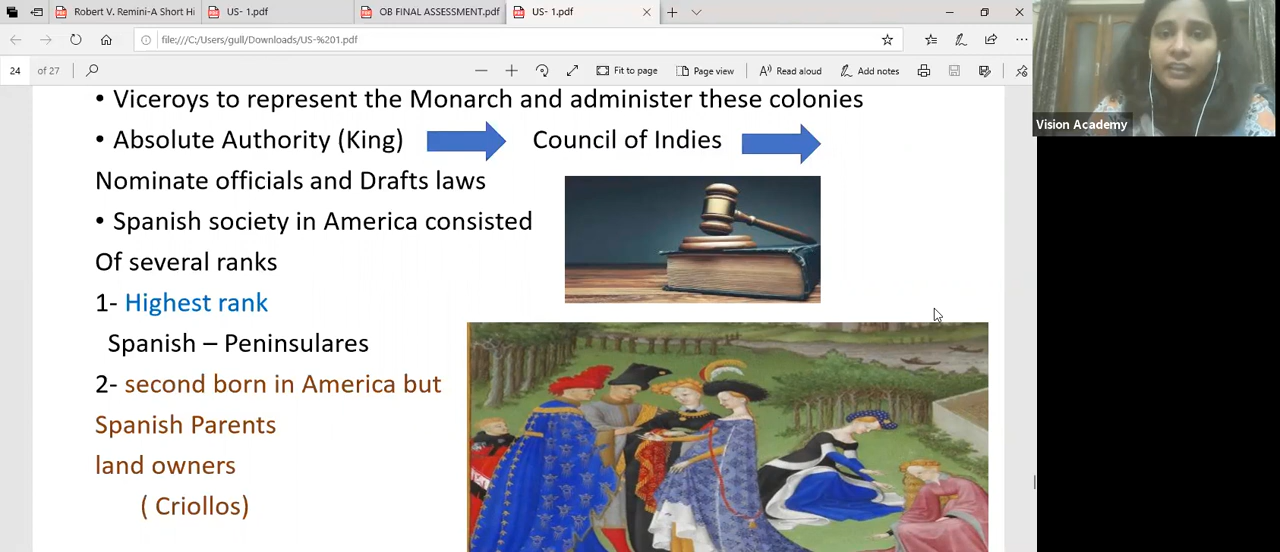 Robert V. Remini-A Short Hi
US- 1.pdf
OB FINAL ASSESSMENT.pdf
US- 1.pdf
file:///C:/Users/gull/Downloads/US-%201.pdf
24 of 27
Fit to page
Page view
Read aloud
Add notes
Vision Academy
• Viceroys to represent the Monarch and administer these colonies
• Absolute Authority (King) Council of Indies
Nominate officials and Drafts laws
• Spanish society in America consisted
Of several ranks
1- Highest rank
Spanish – Peninsulares
2- second born in America but
Spanish Parents
land owners
( Criollos)